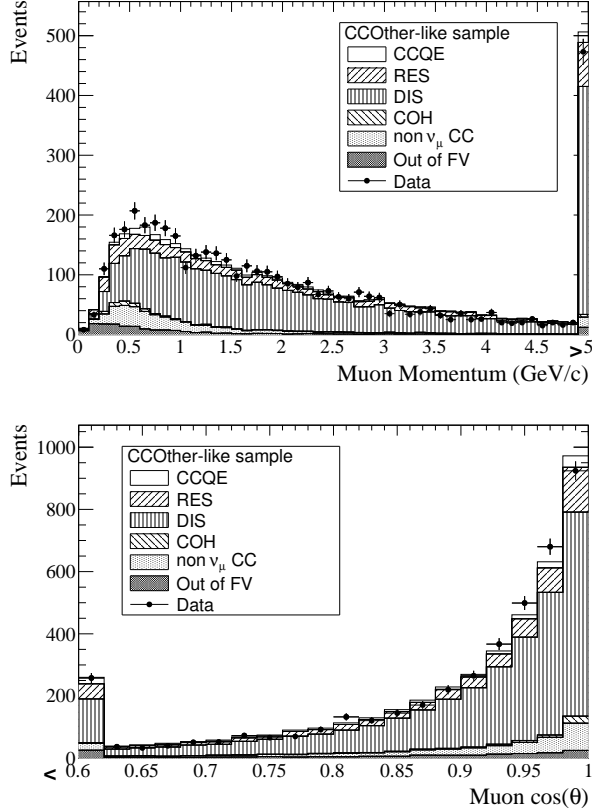 Events
500
400
300
200
100
0
CCOther-like sample
CCQE
RES
DIS
COH
non νμ CC
Out of FV
Data
0 0.5 1 1.5 2 2.5 3 3.5 4 4.5 5
>
Muon Momentum (GeV/c)
Events
1000
800
600
400
200
0
CCOther-like sample
CCQE
RES
DIS
COH
non νμ CC
Out of FV
Data
0.6 0.65 0.7 0.75 0.8 0.85 0.9 0.95 1
<
Muon cos(θ)